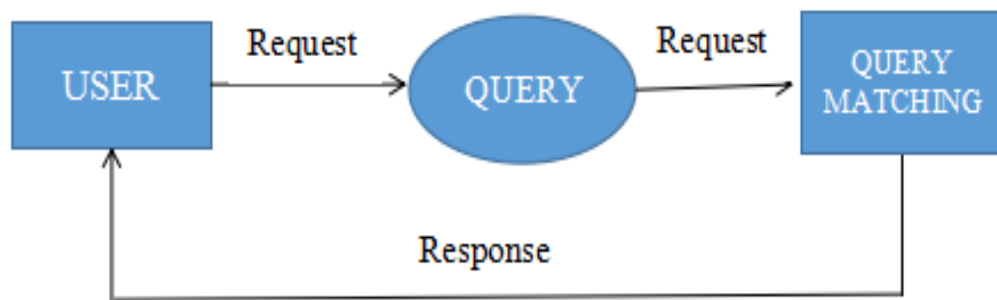 Request
Request
USER
QUERY
QUERY
MATCHING
Response